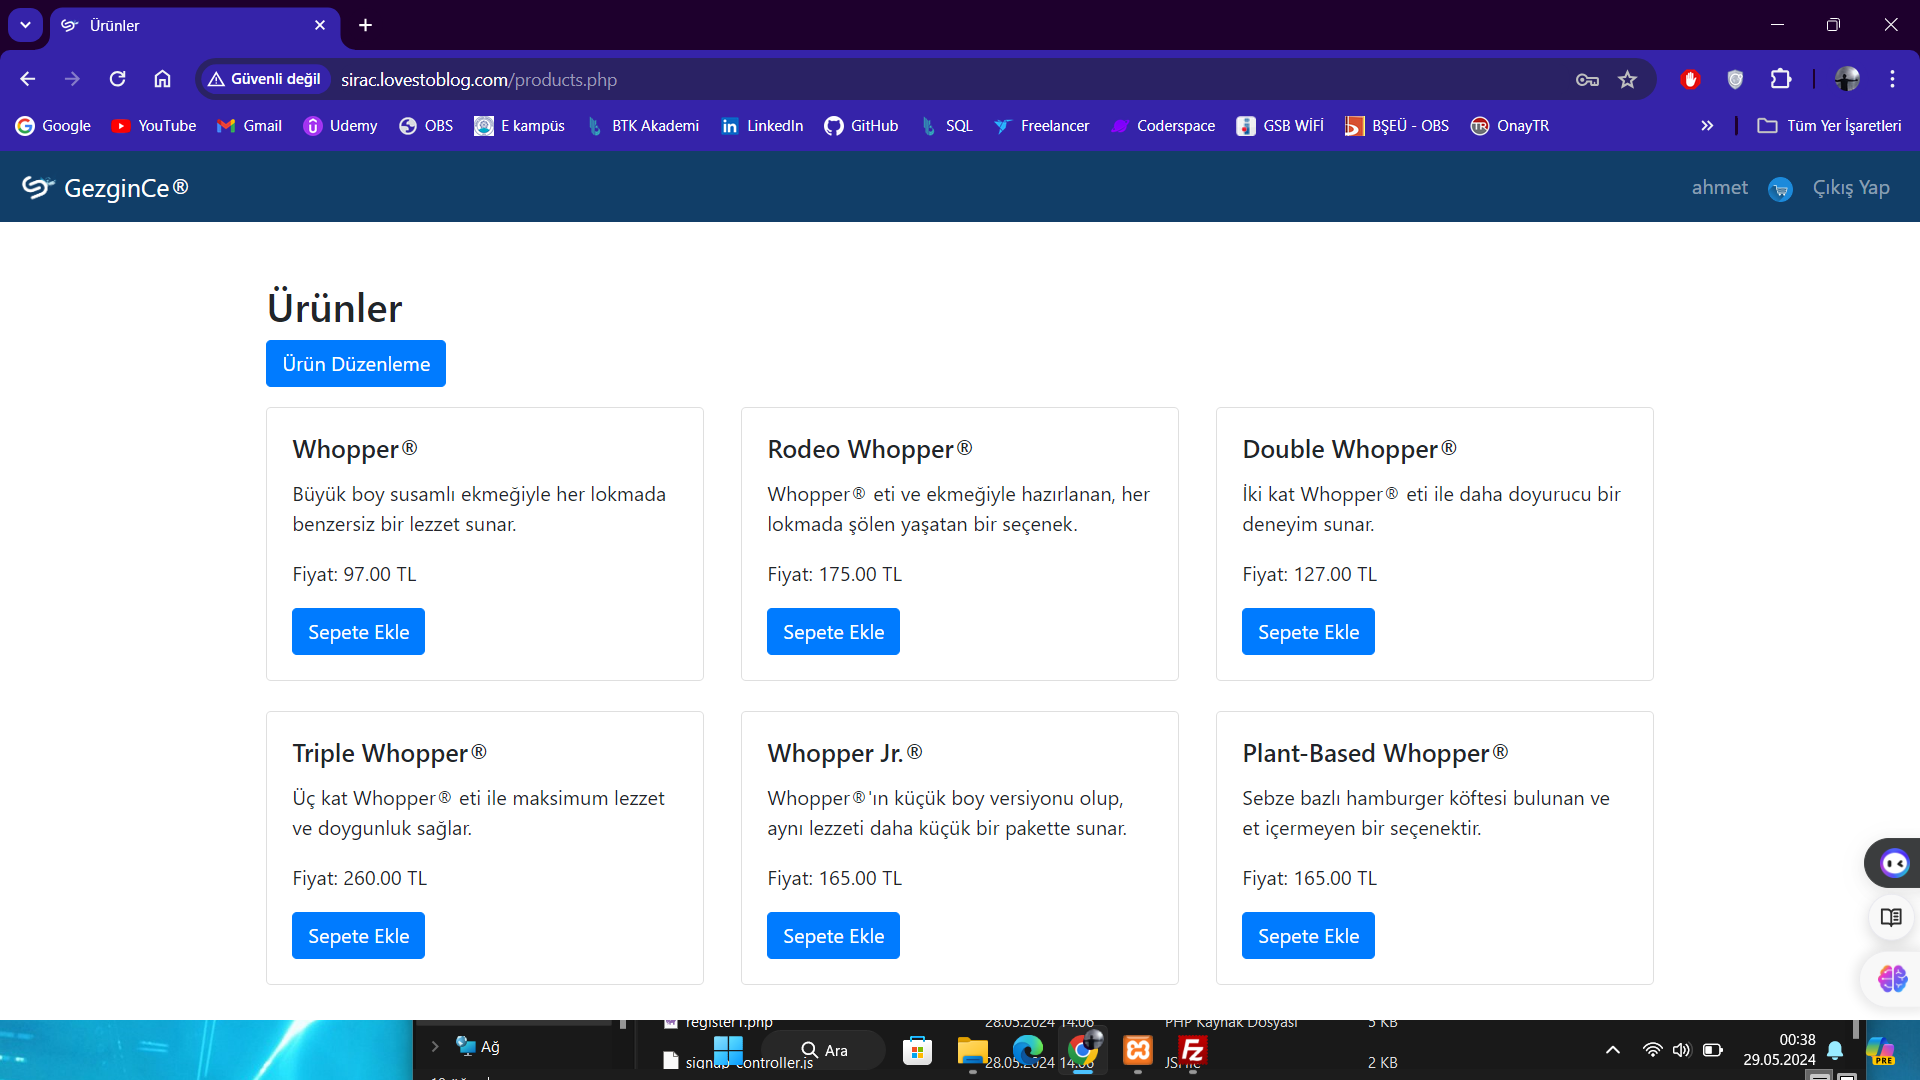 Ürünler
Güvenli değil
sirac.lovestoblog.com/products.php
Google
YouTube
Gmail
Udemy
OBS
E kampüs
BTK Akademi
LinkedIn
GitHub
SQL
Freelancer
Coderspace
GSB WİFİ
BŞEÜ - OBS
OnayTR
Tüm Yer İşaretleri
GezginCe®
ahmet
Çıkış Yap
Ürünler
Ürün Düzenleme
Whopper®
Büyük boy susamlı ekmeğiyle her lokmada
benzersiz bir lezzet sunar.
Fiyat: 97.00 TL
Sepete Ekle
Rodeo Whopper®
Whopper® eti ve ekmeğiyle hazırlanan, her
lokmada şölen yaşatan bir seçenek.
Fiyat: 175.00 TL
Sepete Ekle
Double Whopper®
İki kat Whopper® eti ile daha doyurucu bir
deneyim sunar.
Fiyat: 127.00 TL
Sepete Ekle
Triple Whopper®
Üç kat Whopper® eti ile maksimum lezzet
ve doygunluk sağlar.
Fiyat: 260.00 TL
Sepete Ekle
Whopper Jr.®
Whopper®'ın küçük boy versiyonu olup,
aynı lezzeti daha küçük bir pakette sunar.
Fiyat: 165.00 TL
Sepete Ekle
Plant-Based Whopper®
Sebze bazlı hamburger köftesi bulunan ve
et içermeyen bir seçenektir.
Fiyat: 165.00 TL
Sepete Ekle
register1.php
28.05.2024 14:06
PHP Kaynak Dosyası
5 KB
Ağ
28.05.2024 14:06
2 KB
Ara
00:38
29.05.2024
PRE